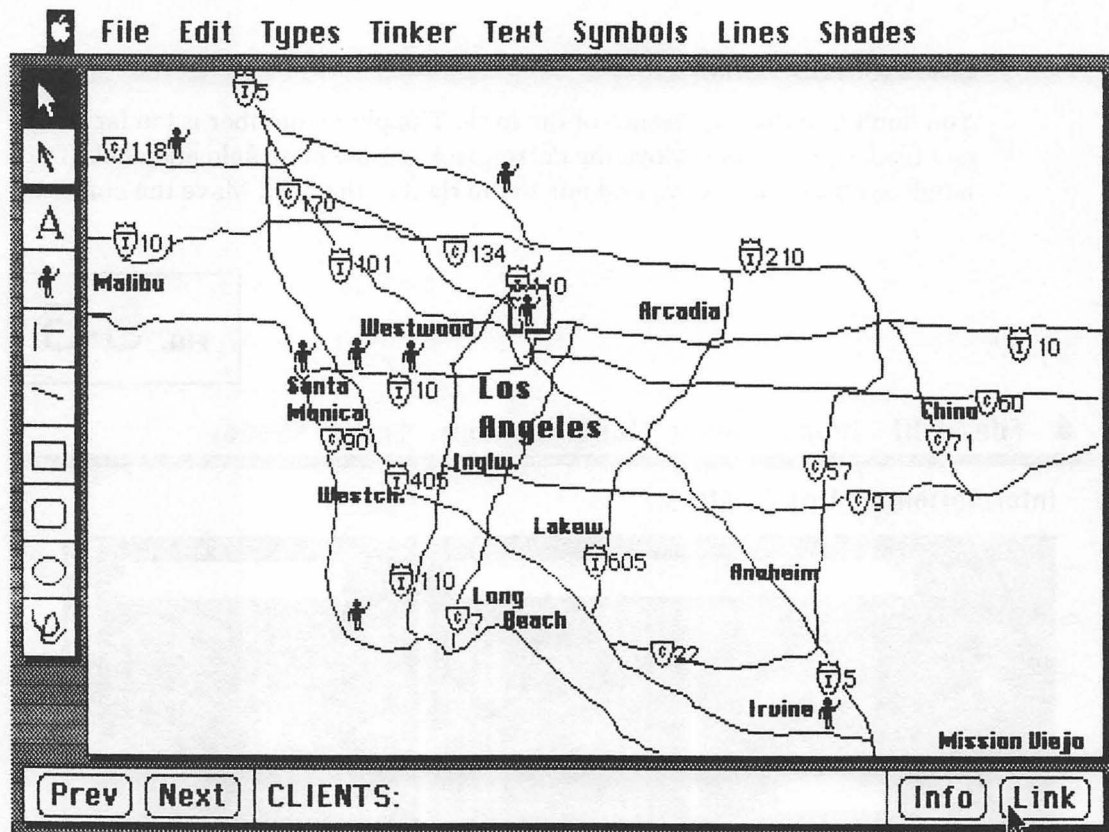 File Edit Types Tinker Text Symbols Lines Shades
I 5
C 118
C 170
I 101
I 401
C 134
I 10
I 210
Malibu
Westwood
Arcadia
I 10
Santa
Monica
I 10
Los
Angeles
Chino
C 60
C 90
C 71
Inglw.
I 405
C 57
Westch.
C 91
Lakew.
I 605
Anaheim
I 110
Long
Beach
C 7
C 22
I 5
Irvine
Mission Viejo
A
Prev Next CLIENTS: Info Link